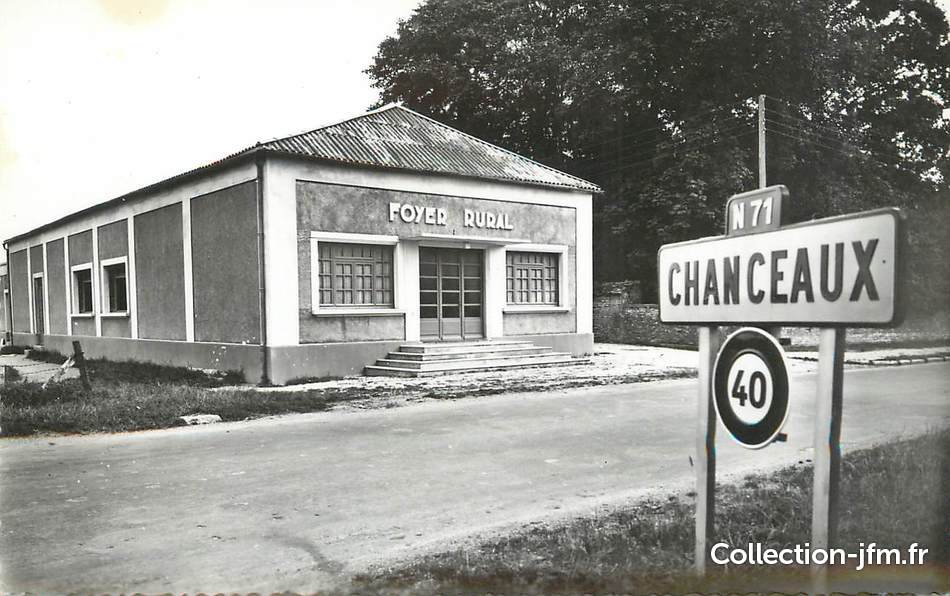 FOYER RURAL
N 71
CHANCEAUX
40
Collection-jfm.fr